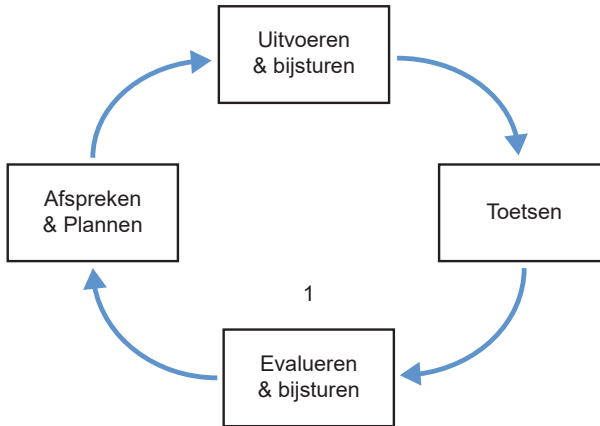 Uitvoeren
& bijsturen
Afspreken
& Plannen
Toetsen
1
Evalueren
& bijsturen